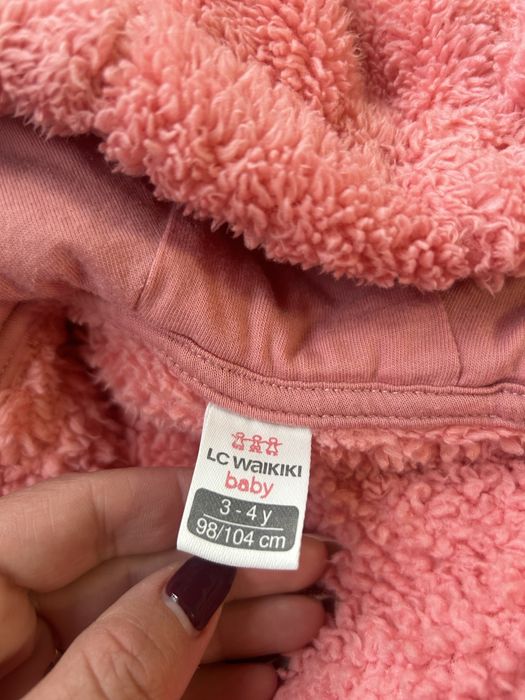 LC WAIKIKI
baby
3 - 4 y
98/104 cm